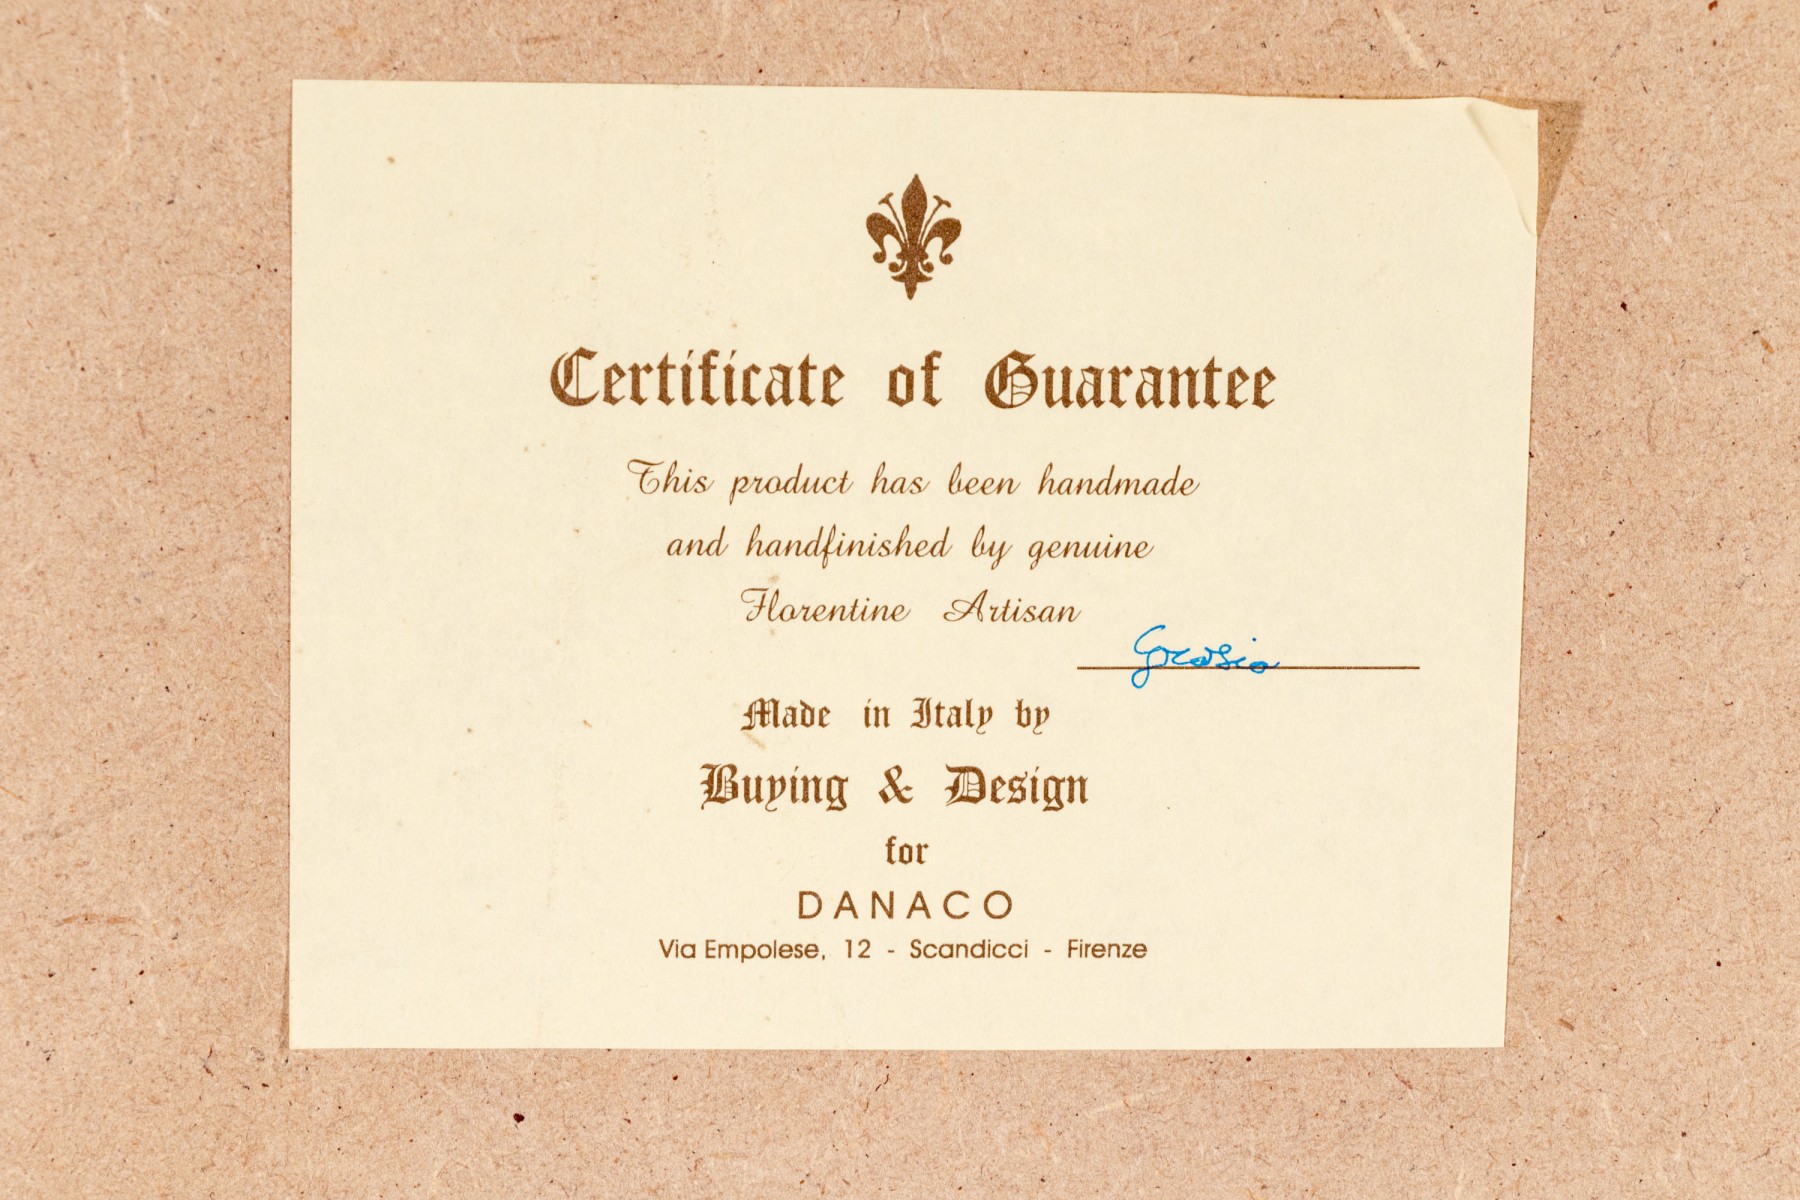 Certificate of Guarantee
This product has been handmade
and handfinished by genuine
Florentine Artisan
Made in Italy by
Buying & Design
for
DANACO
Via Empolese, 12 - Scandicci - Firenze